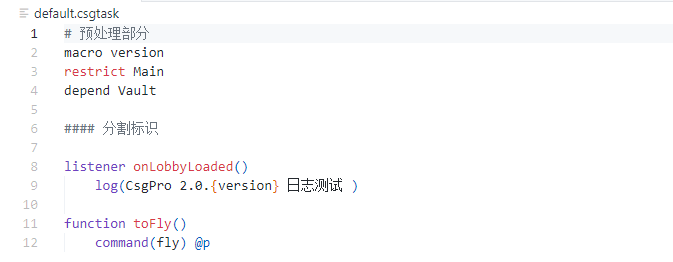 default.csgtask
1 # 预处理部分
2 macro version
3 restrict Main
4 depend Vault
5
6 #### 分割标识
7
8 listener onLobbyLoaded()
9     log(CsgPro 2.0.{version} 日志测试 )
10
11 function toFly()
12     command(fly) @p